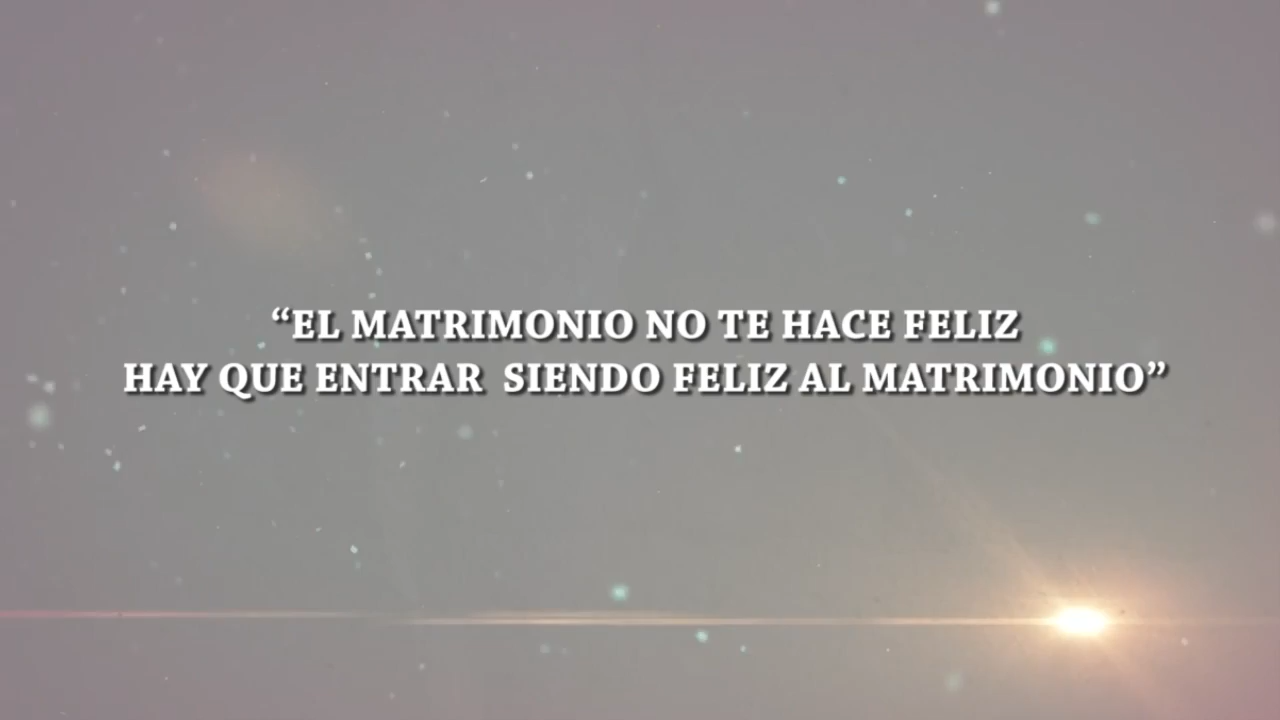 “EL MATRIMONIO NO TE HACE FELIZ
HAY QUE ENTRAR  SIENDO FELIZ AL MATRIMONIO”